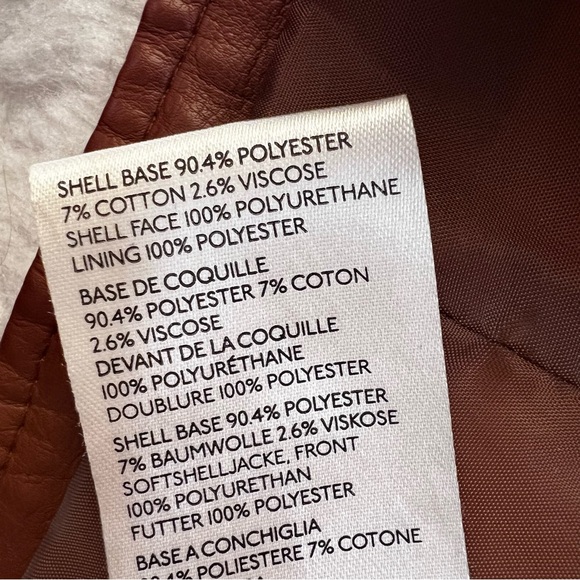 SHELL BASE 90.4% POLYESTER
7% COTTON 2.6% VISCOSE
SHELL FACE 100% POLYURETHANE
LINING 100% POLYESTER
BASE DE COQUILLE
90.4% POLYESTER 7% COTON
2.6% VISCOSE
DEVANT DE LA COQUILLE
100% POLYURÉTHANE
DOUBLURE 100% POLYESTER
SHELL BASE 90.4% POLYESTER
7% BAUMWOLLE 2.6% VISKOSE
SOFTSHELLJACKE, FRONT
100% POLYURETHAN
FUTTER 100% POLYESTER
BASE A CONCHIGLIA
POLIESTERE 7% COTONE